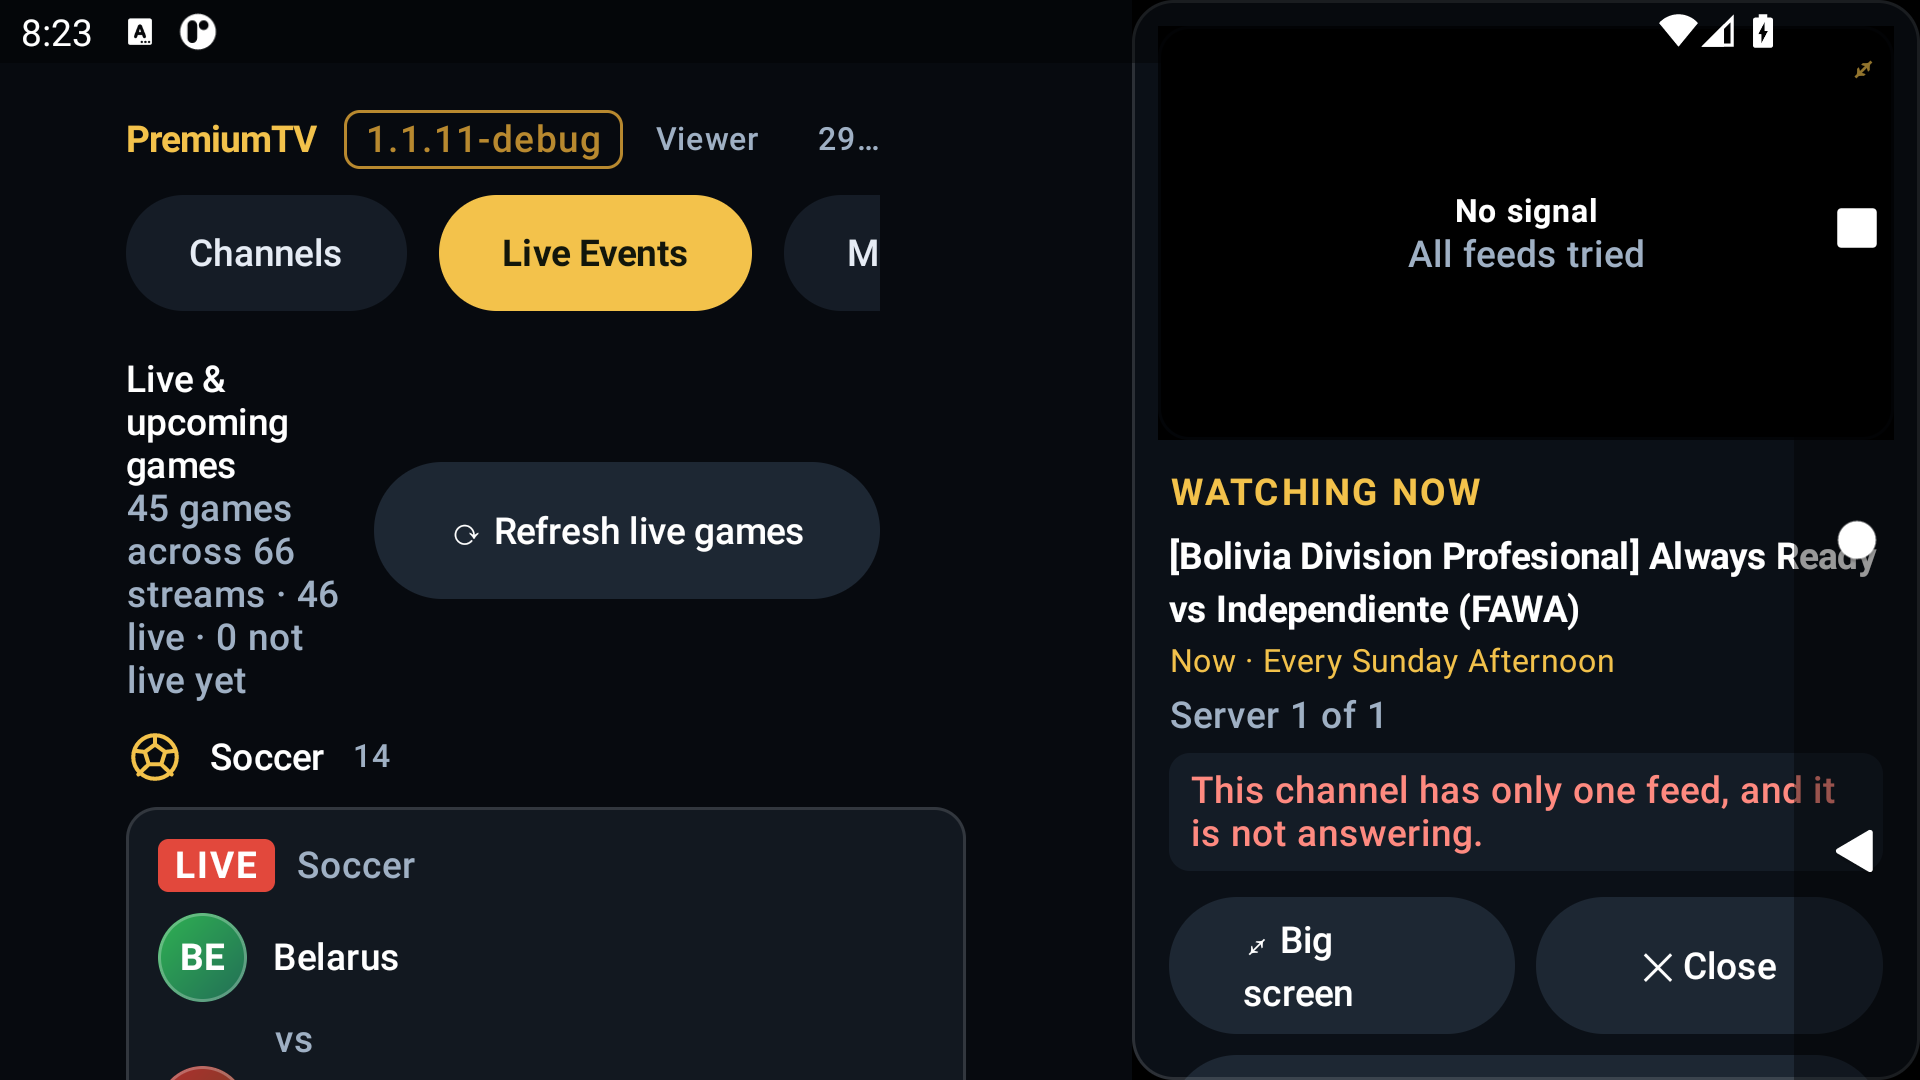 8:23
PremiumTV 1.1.11-debug Viewer 29...
Channels Live Events M
Live &
upcoming
games
45 games
across 66
streams · 46
live · 0 not
live yet
Refresh live games
Soccer 14
LIVE Soccer
BE Belarus
vs
No signal
All feeds tried
WATCHING NOW
[Bolivia Division Profesional] Always Ready
vs Independiente (FAWA)
Now · Every Sunday Afternoon
Server 1 of 1
This channel has only one feed, and it
is not answering.
Big
screen
Close